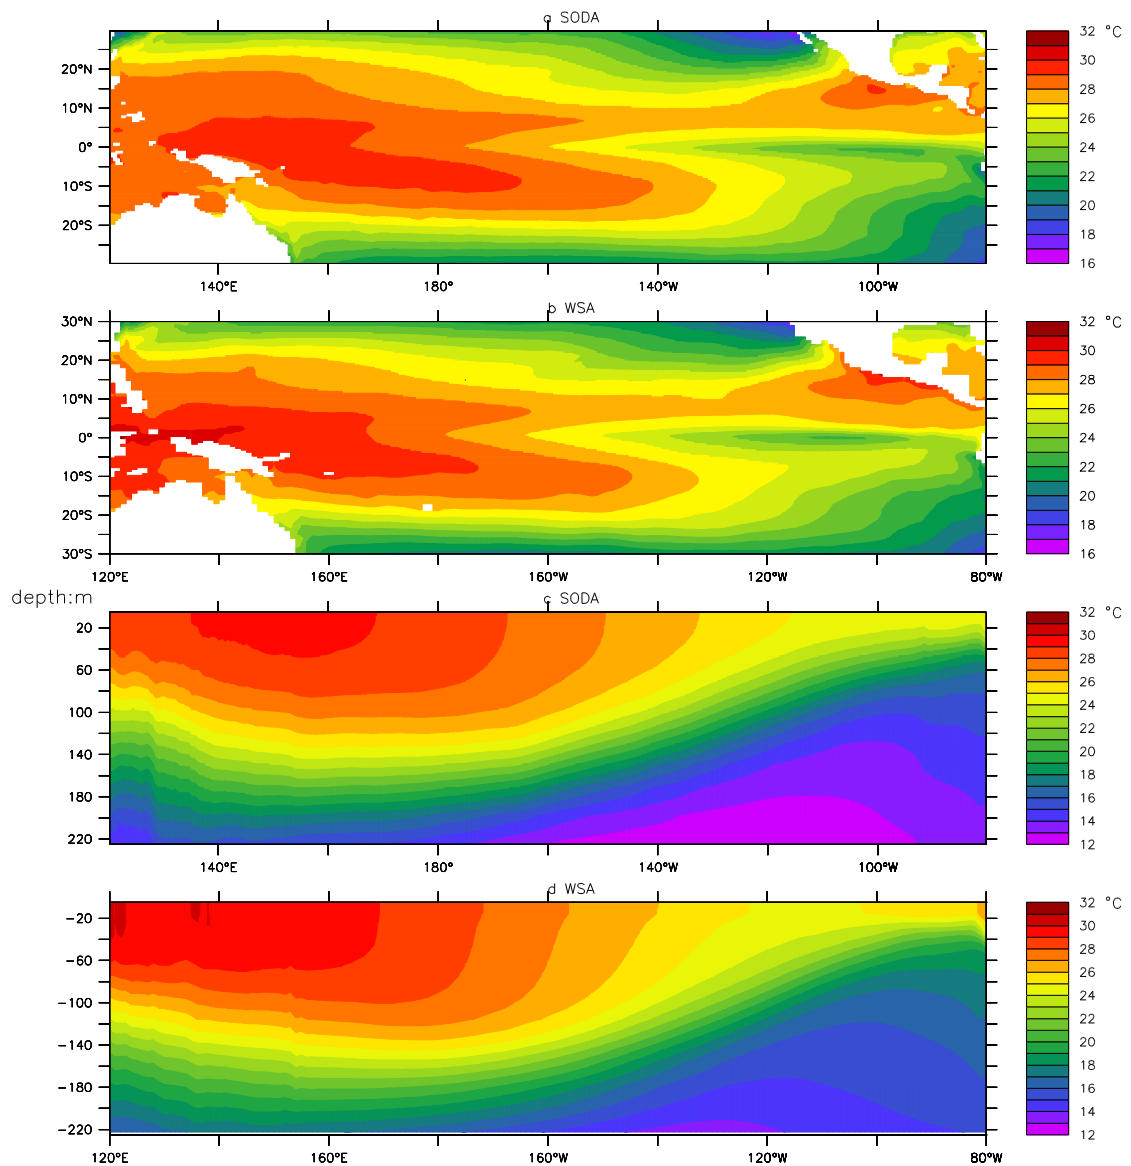 a SODA
20°N
10°N
0°
10°S
20°S
140°E
180°
140°W
100°W
32 °C
30
28
26
24
22
20
18
16
b WSA
30°N
20°N
10°N
0°
10°S
20°S
30°S
120°E
160°E
160°W
120°W
80°W
32 °C
30
28
26
24
22
20
18
16
depth:m
c SODA
20
60
100
140
180
220
140°E
180°
140°W
100°W
32 °C
30
28
26
24
22
20
18
16
14
12
d WSA
-20
-60
-100
-140
-180
-220
120°E
160°E
160°W
120°W
80°W
32 °C
30
28
26
24
22
20
18
16
14
12